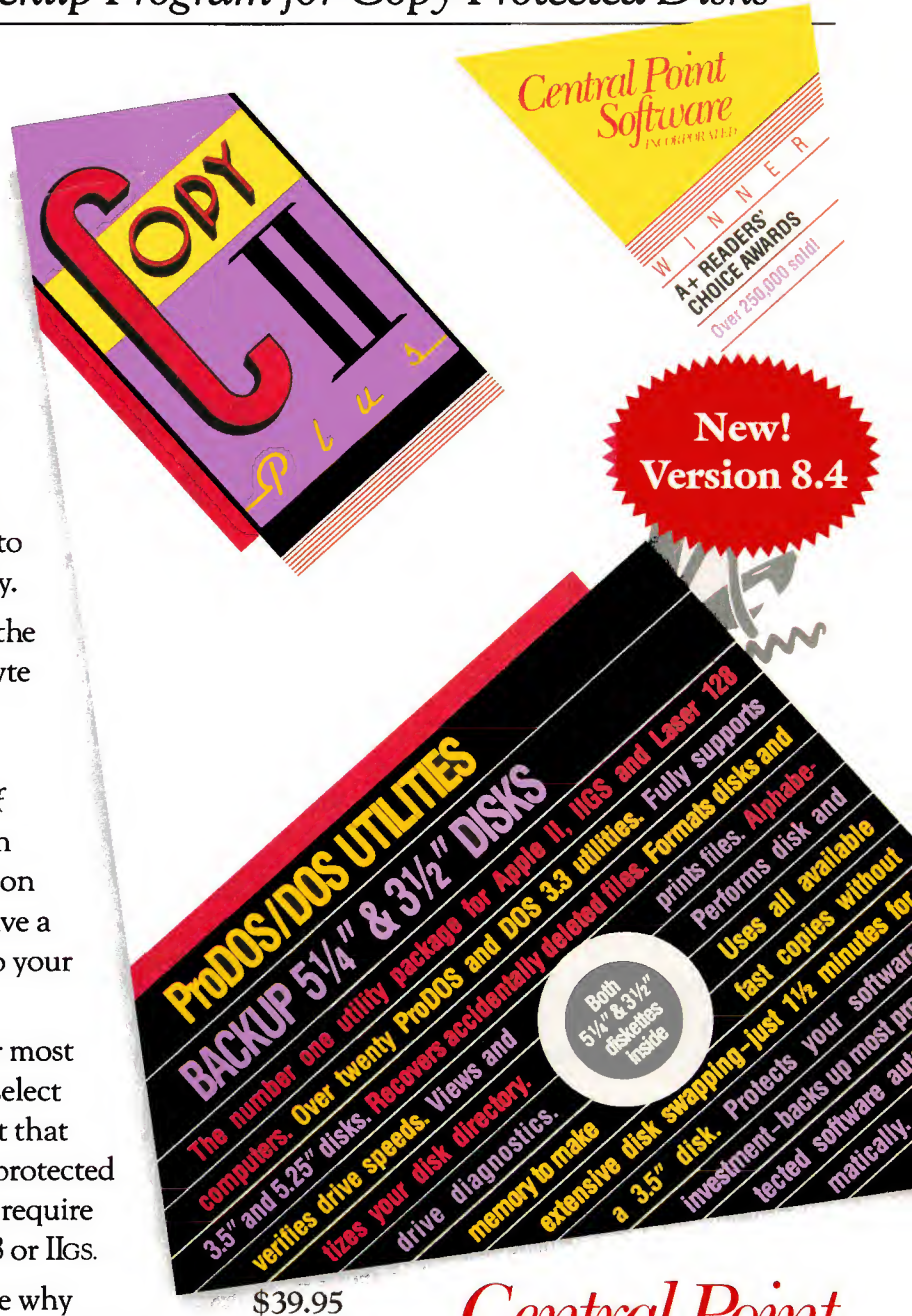 kup Program for Copy Protected Disks
Central Point
Software
INCORPORATED
WINNER
A+ READERS'
CHOICE AWARDS
Over 250,000 sold!
COPY
II
Plus
New!
Version 8.4
to
y.
the
yte
f
n
on
ve a
o your
r most
select
t that
protected
require
8 or IIGS.
e why
ProDOS/DOS UTILITIES
BACKUP 5¼" & 3½" DISKS
The number one utility package for Apple II, IIGS and Laser 128
computers. Over twenty ProDOS and DOS 3.3 utilities. Fully supports
3.5" and 5.25" disks. Recovers accidentally deleted files. Formats disks and
verifies drive speeds. Views and prints files. Alphabe-
tizes your disk directory. Performs disk and
drive diagnostics. Uses all available
memory to make fast copies without
extensive disk swapping–just 1½ minutes for
a 3.5" disk. Protects your software
investment–backs up most pro
tected software aut
matically.
Both
5¼" & 3½"
diskettes
inside
$39.95
Central Point